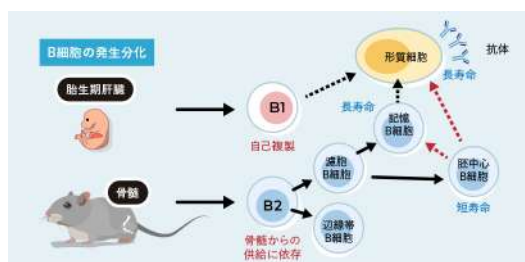 B細胞の発生分化
胎生期肝臓
B1
自己複製
形質細胞
抗体
長寿命
長寿命
記憶
B細胞
濾胞
B細胞
胚中心
B細胞
短寿命
骨髄
B2
骨髄からの
供給に依存
辺縁帯
B細胞